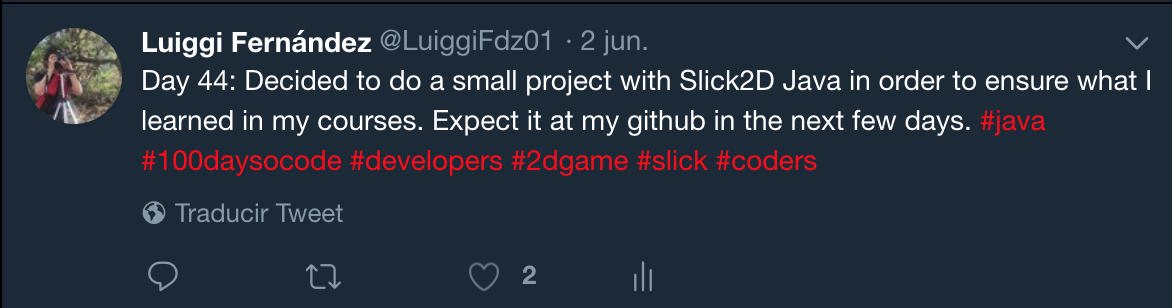 Luiggi Fernández @LuiggiFdz01 · 2 jun.
Day 44: Decided to do a small project with Slick2D Java in order to ensure what I
learned in my courses. Expect it at my github in the next few days. #java
#100daysocode #developers #2dgame #slick #coders
Traducir Tweet
2